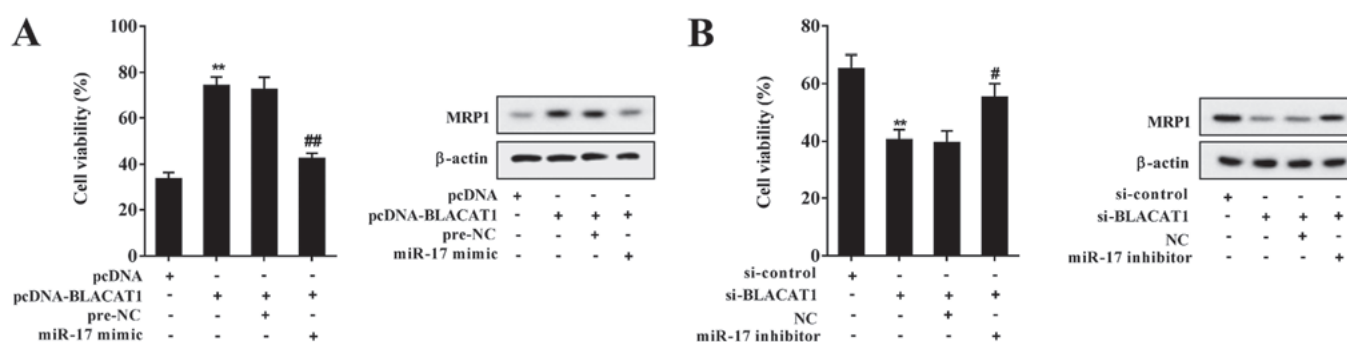 A
Cell viability (%)
100
80
60
40
20
0
**
##
pcDNA + - - -
pcDNA-BLACAT1 - + + +
pre-NC - - + -
miR-17 mimic - - - +
MRP1
β-actin
pcDNA + - - -
pcDNA-BLACAT1 - + + +
pre-NC - - + -
miR-17 mimic - - - +
B
Cell viability (%)
80
60
40
20
0
**
#
si-control + - - -
si-BLACAT1 - + + +
NC - - + -
miR-17 inhibitor - - - +
MRP1
β-actin
si-control + - - -
si-BLACAT1 - + + +
NC - - + -
miR-17 inhibitor - - - +